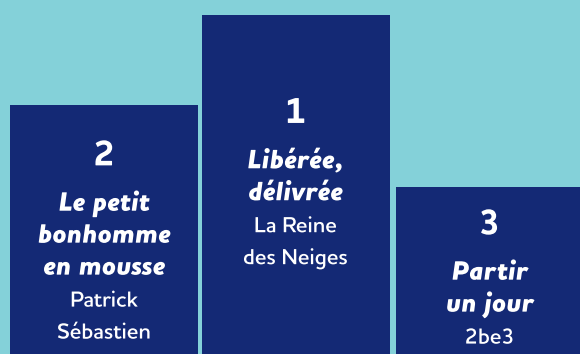 2
Le petit
bonhomme
en mousse
Patrick
Sébastien
1
Libérée,
délivrée
La Reine
des Neiges
3
Partir
un jour
2be3